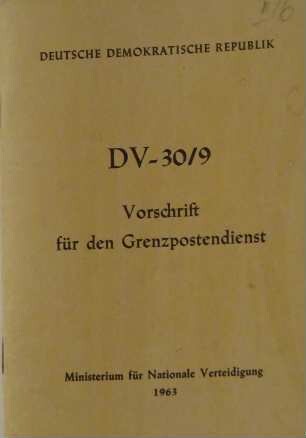 DEUTSCHE DEMOKRATISCHE REPUBLIK
DV-30/9
Vorschrift
für den Grenzpostendienst
Ministerium für Nationale Verteidigung
1963